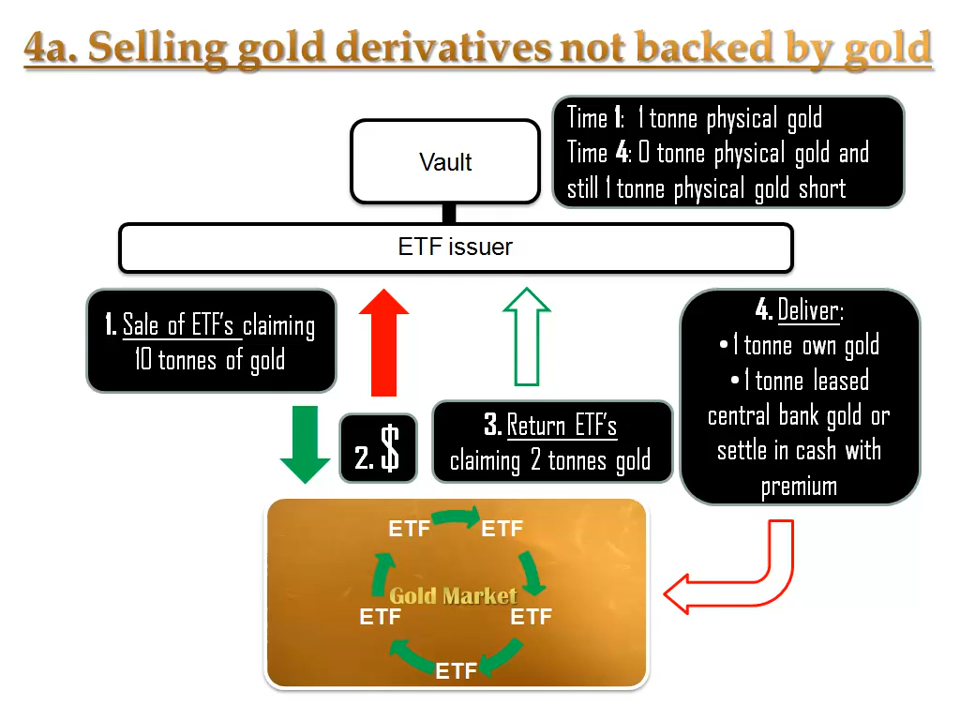 4a. Selling gold derivatives not backed by gold
Vault
Time 1: 1 tonne physical gold
Time 4: 0 tonne physical gold and
still 1 tonne physical gold short
ETF issuer
1. Sale of ETF's claiming
10 tonnes of gold
2. $
3. Return ETF's
claiming 2 tonnes gold
4. Deliver:
•1 tonne own gold
•1 tonne leased
central bank gold or
settle in cash with
premium
ETF
ETF
Gold Market
ETF
ETF
ETF